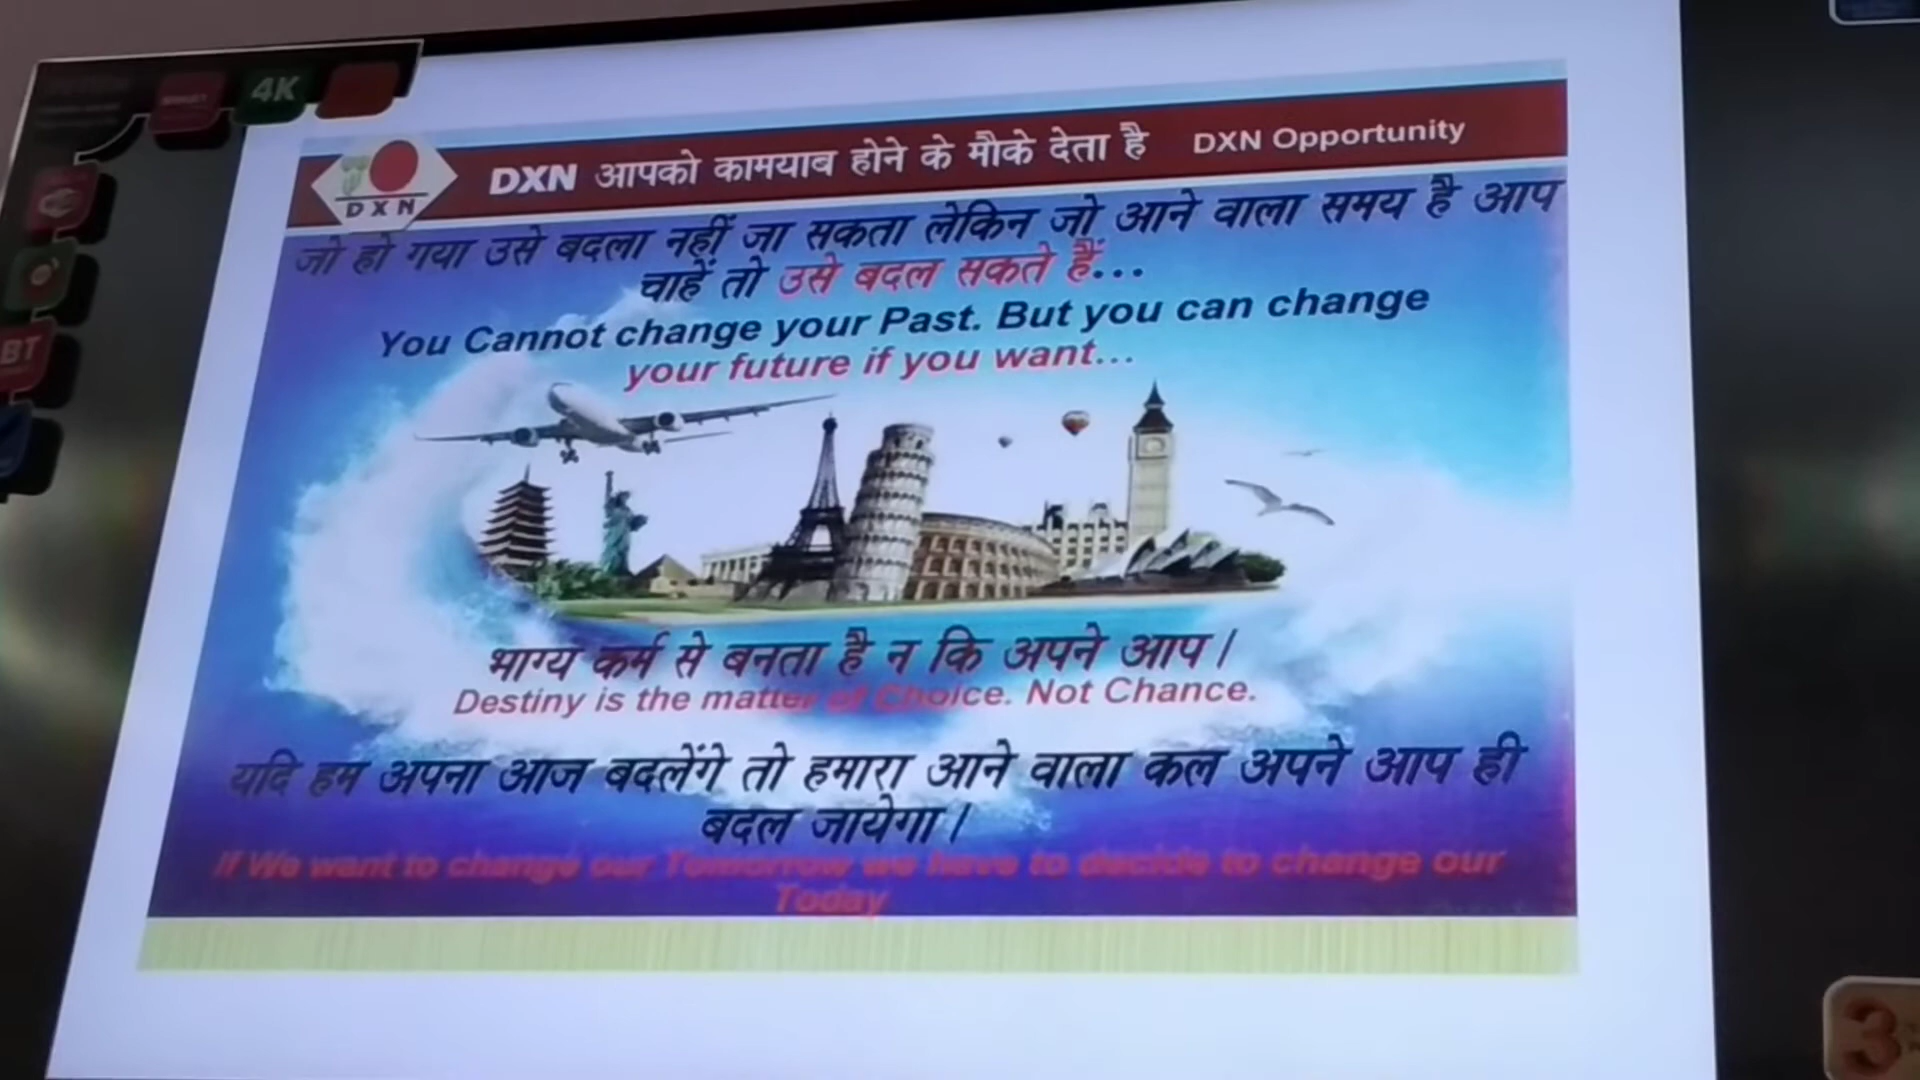 4K
BT
DXN
DXN आपको कामयाब होने के मौके देता है DXN Opportunity
जो हो गया उसे बदला नहीं जा सकता लेकिन जो आने वाला समय है आप
चाहें तो उसे बदल सकते हैं...
You Cannot change your Past. But you can change
your future if you want...
भाग्य कर्म से बनता है न कि अपने आप।
Destiny is the matter of Choice. Not Chance.
यदि हम अपना आज बदलेंगे तो हमारा आने वाला कल अपने आप ही
बदल जायेगा।
If We want to change our Tomorrow we have to decide to change our
Today
3